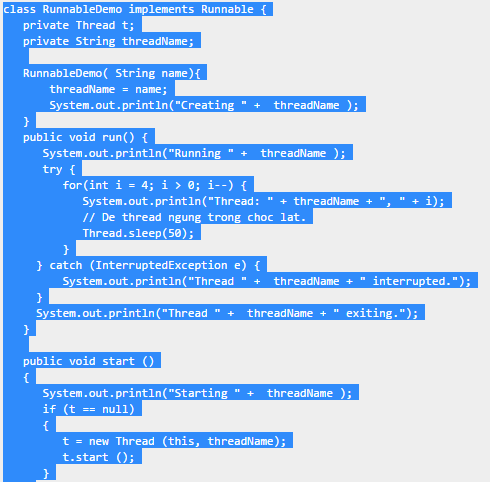 class RunnableDemo implements Runnable {
   private Thread t;
   private String threadName;

   RunnableDemo( String name){
       threadName = name;
       System.out.println("Creating " +  threadName );
   }
   public void run() {
      System.out.println("Running " +  threadName );
      try {
         for(int i = 4; i > 0; i--) {
            System.out.println("Thread: " + threadName + ", " + i);
            // De thread ngung trong choc lat.
            Thread.sleep(50);
         }
     } catch (InterruptedException e) {
         System.out.println("Thread " +  threadName + " interrupted.");
     }
     System.out.println("Thread " +  threadName + " exiting.");
   }

   public void start ()
   {
      System.out.println("Starting " +  threadName );
      if (t == null)
      {
         t = new Thread (this, threadName);
         t.start ();
      }